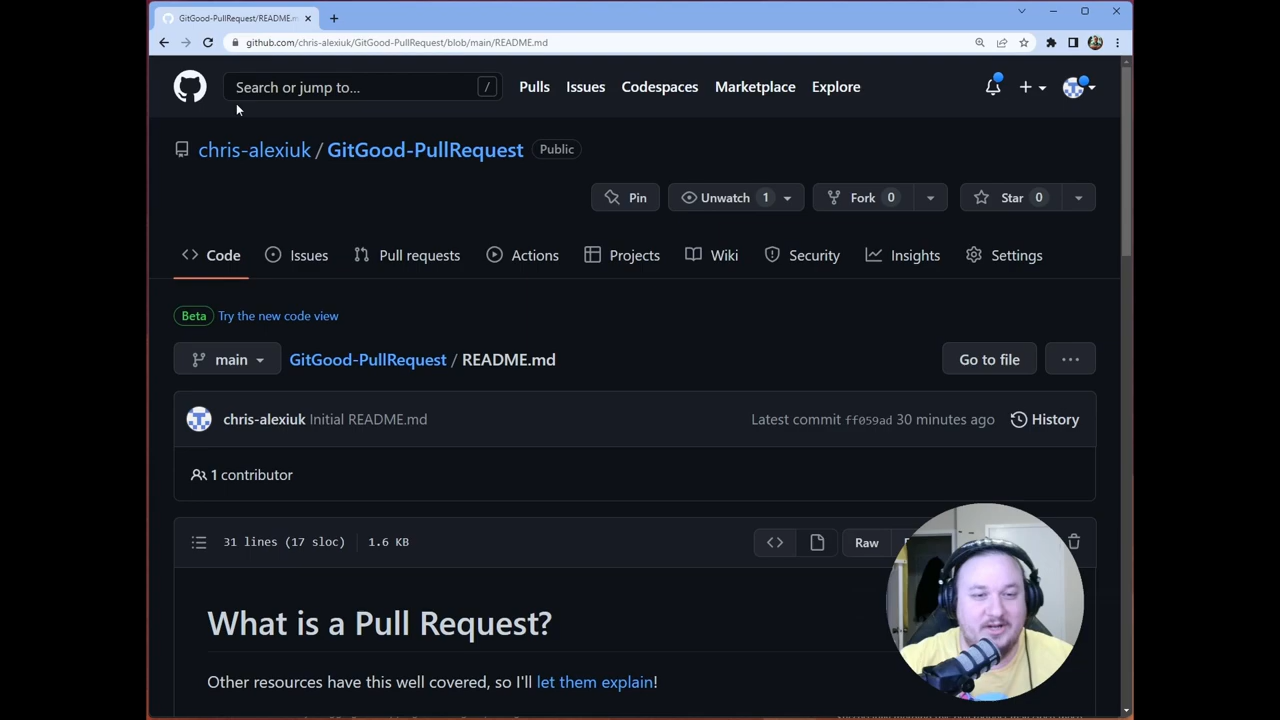 GitGood-PullRequest/README.m
github.com/chris-alexiuk/GitGood-PullRequest/blob/main/README.md
Search or jump to... / Pulls Issues Codespaces Marketplace Explore
chris-alexiuk / GitGood-PullRequest Public
Pin Unwatch 1 Fork 0 Star 0
Code Issues Pull requests Actions Projects Wiki Security Insights Settings
Beta Try the new code view
main GitGood-PullRequest / README.md Go to file ...
chris-alexiuk Initial README.md Latest commit ff059ad 30 minutes ago History
1 contributor
31 lines (17 sloc) 1.6 KB Raw
What is a Pull Request?
Other resources have this well covered, so I'll let them explain!